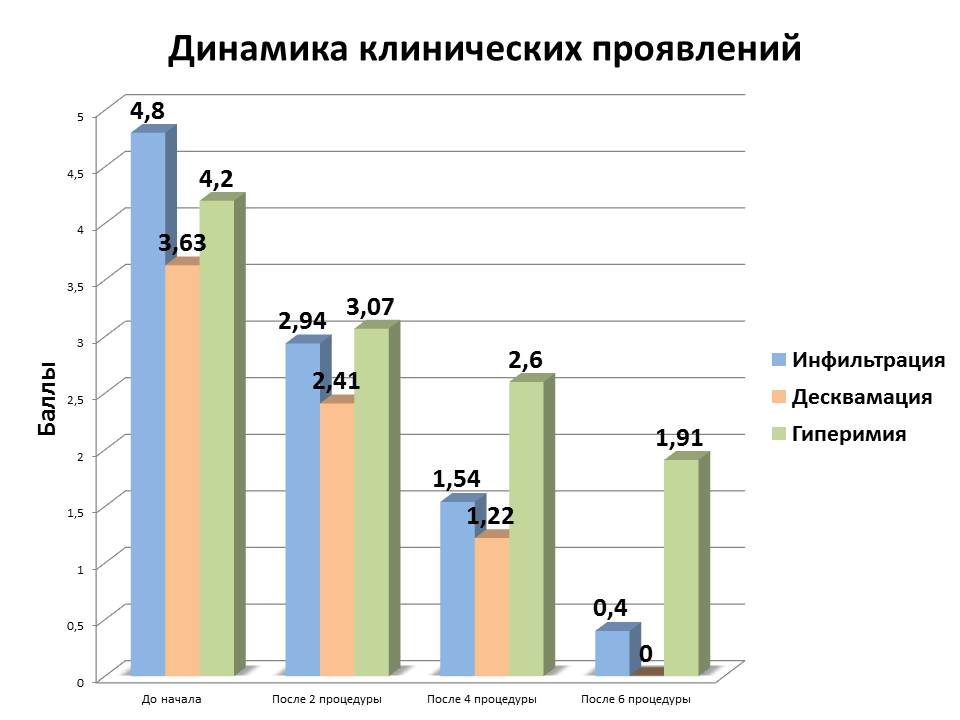 Динамика клинических проявлений
Баллы
5
4,5
4
3,5
3
2,5
2
1,5
1
0,5
0
4,8
3,63
4,2
2,94
2,41
3,07
1,54
1,22
2,6
0,4
0
1,91
До начала
После 2 процедуры
После 4 процедуры
После 6 процедуры
Инфильтрация
Десквамация
Гиперимия